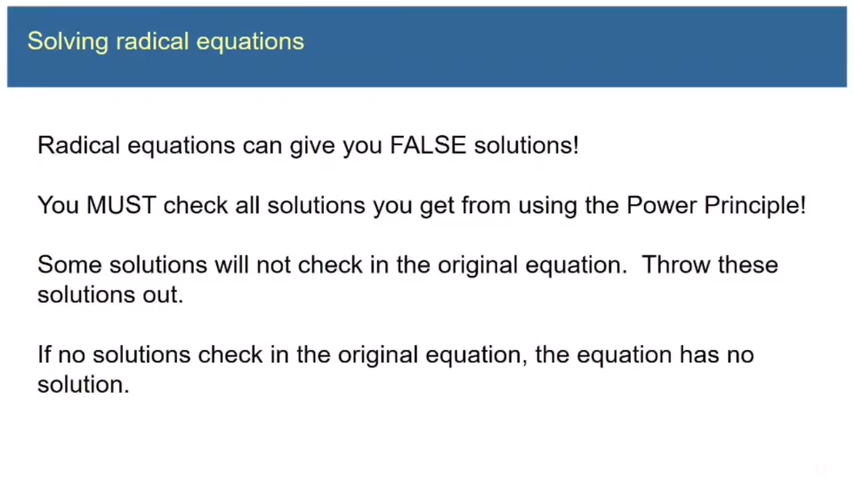 Solving radical equations
Radical equations can give you FALSE solutions!
You MUST check all solutions you get from using the Power Principle!
Some solutions will not check in the original equation.  Throw these
solutions out.
If no solutions check in the original equation, the equation has no
solution.